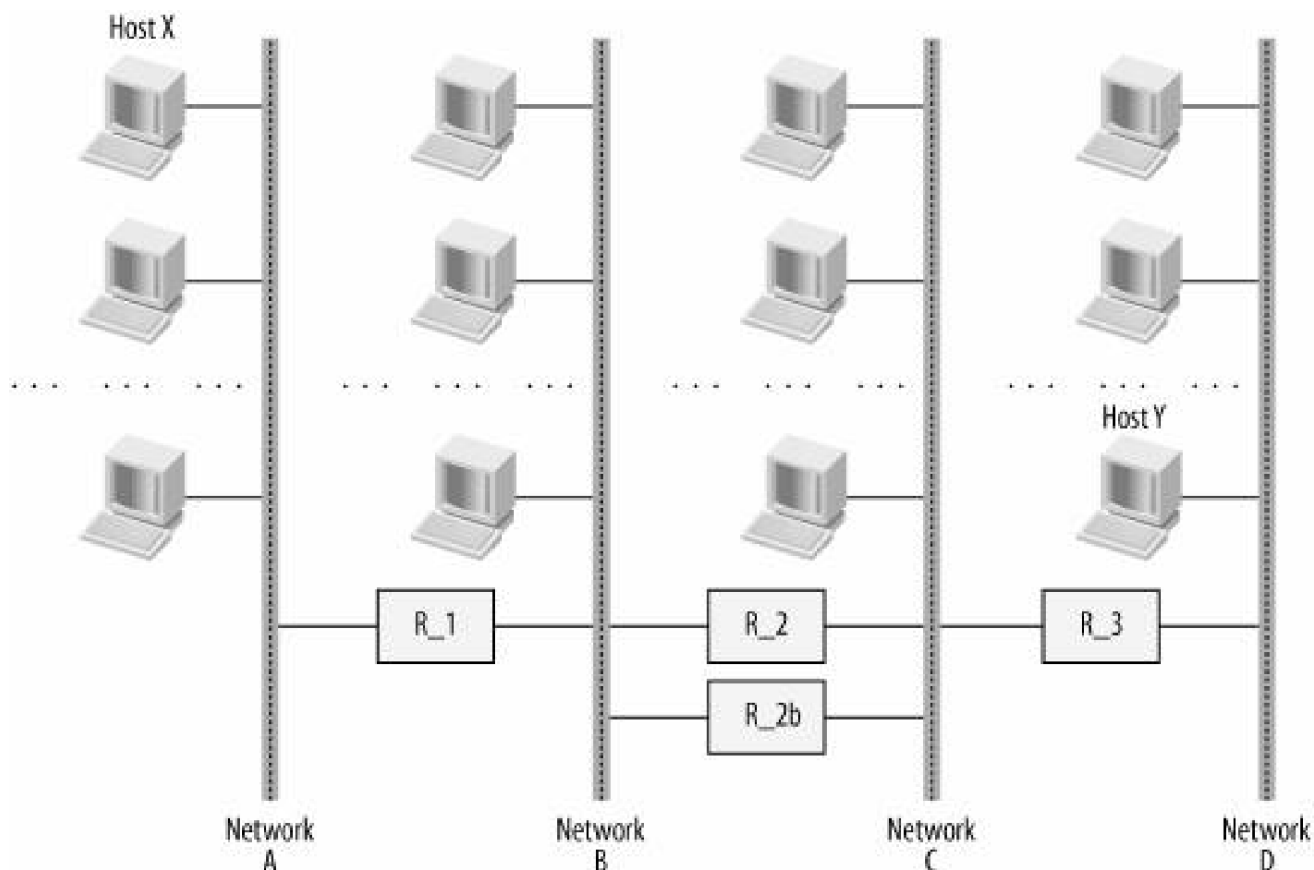 Host X
Host Y
R_1
R_2
R_3
R_2b
Network
A
Network
B
Network
C
Network
D